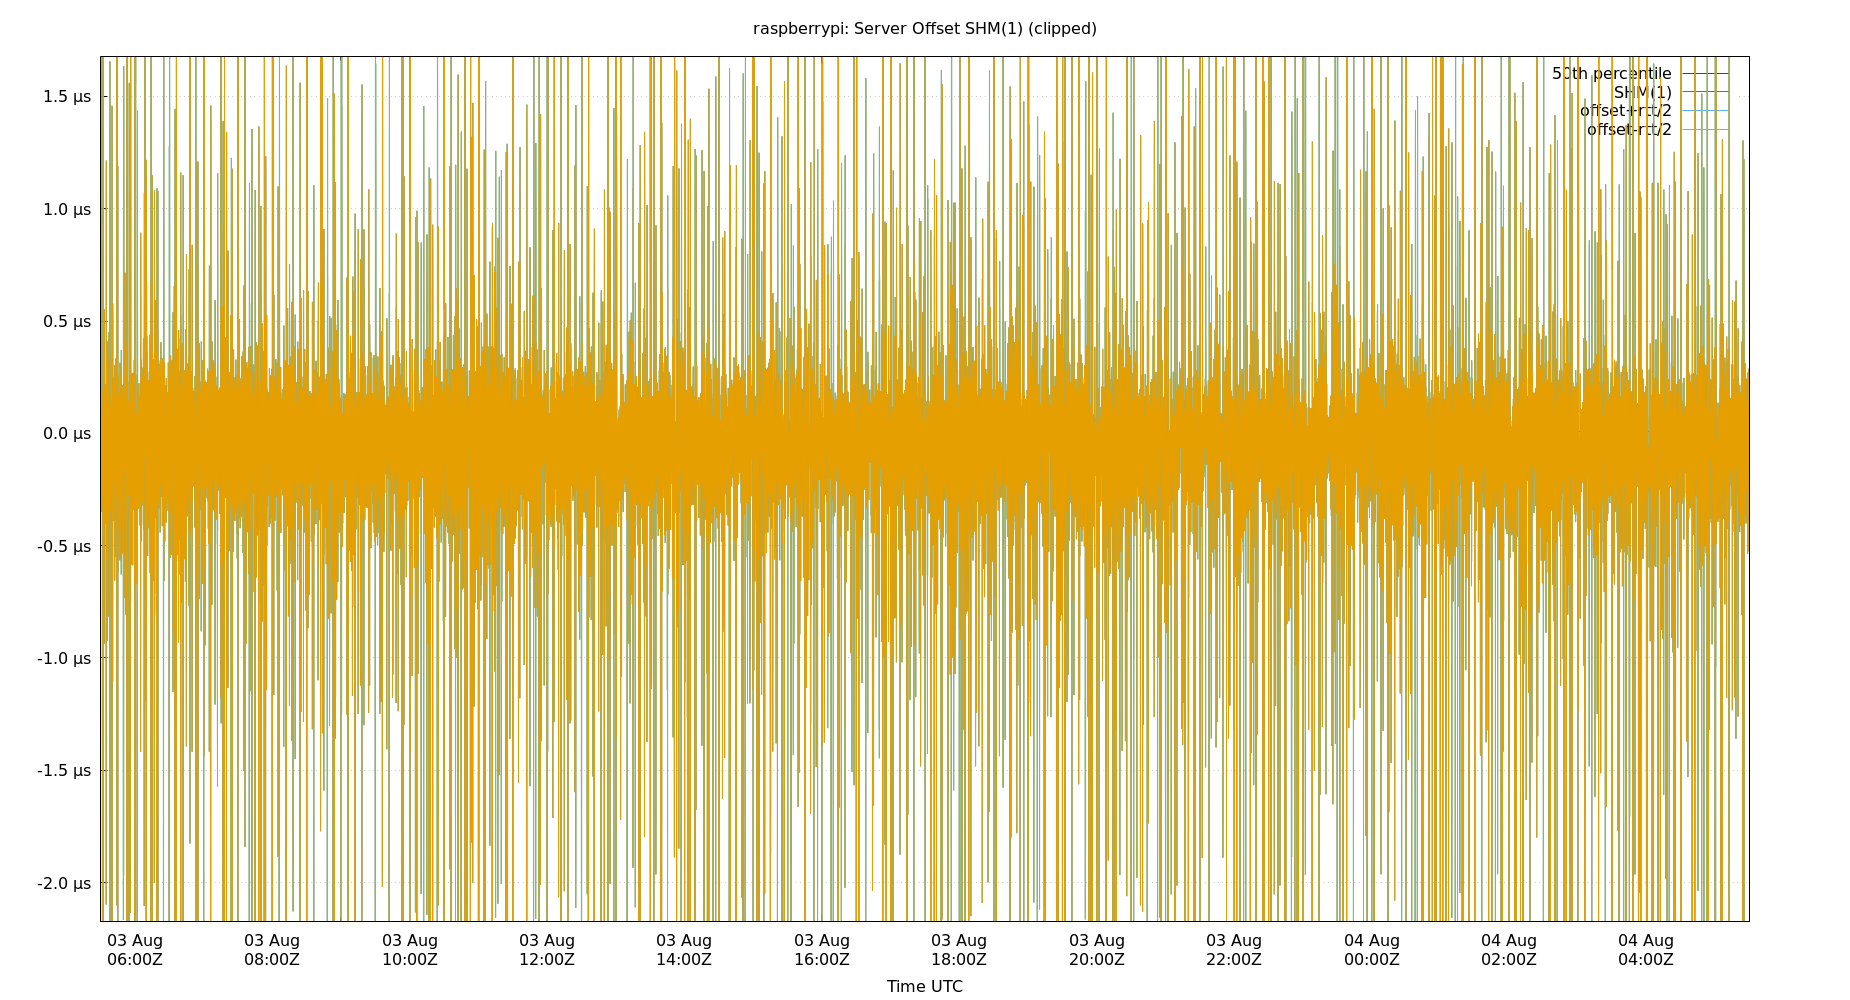 raspberrypi: Server Offset SHM(1) (clipped)
50th percentile
SHM(1)
offset+rtt/2
offset-rtt/2
1.5 µs
1.0 µs
0.5 µs
0.0 µs
-0.5 µs
-1.0 µs
-1.5 µs
-2.0 µs
03 Aug 03 Aug 03 Aug 03 Aug 03 Aug 03 Aug 03 Aug 03 Aug 03 Aug 04 Aug 04 Aug 04 Aug
06:00Z 08:00Z 10:00Z 12:00Z 14:00Z 16:00Z 18:00Z 20:00Z 22:00Z 00:00Z 02:00Z 04:00Z
Time UTC